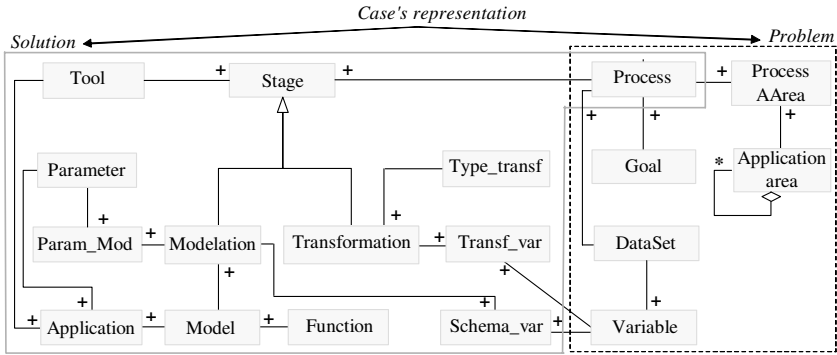 Case's representation
Solution
Problem
Tool
+
Stage
+
Process
+
Process
AArea
+
+
+
Parameter
Type_transf
Goal
*
Application
area
+
+
Param_Mod
+
Modelation
Transformation
+
Transf_var
DataSet
+
+
+
+
+
+
Application
+
Model
+
Function
Schema_var
+
Variable